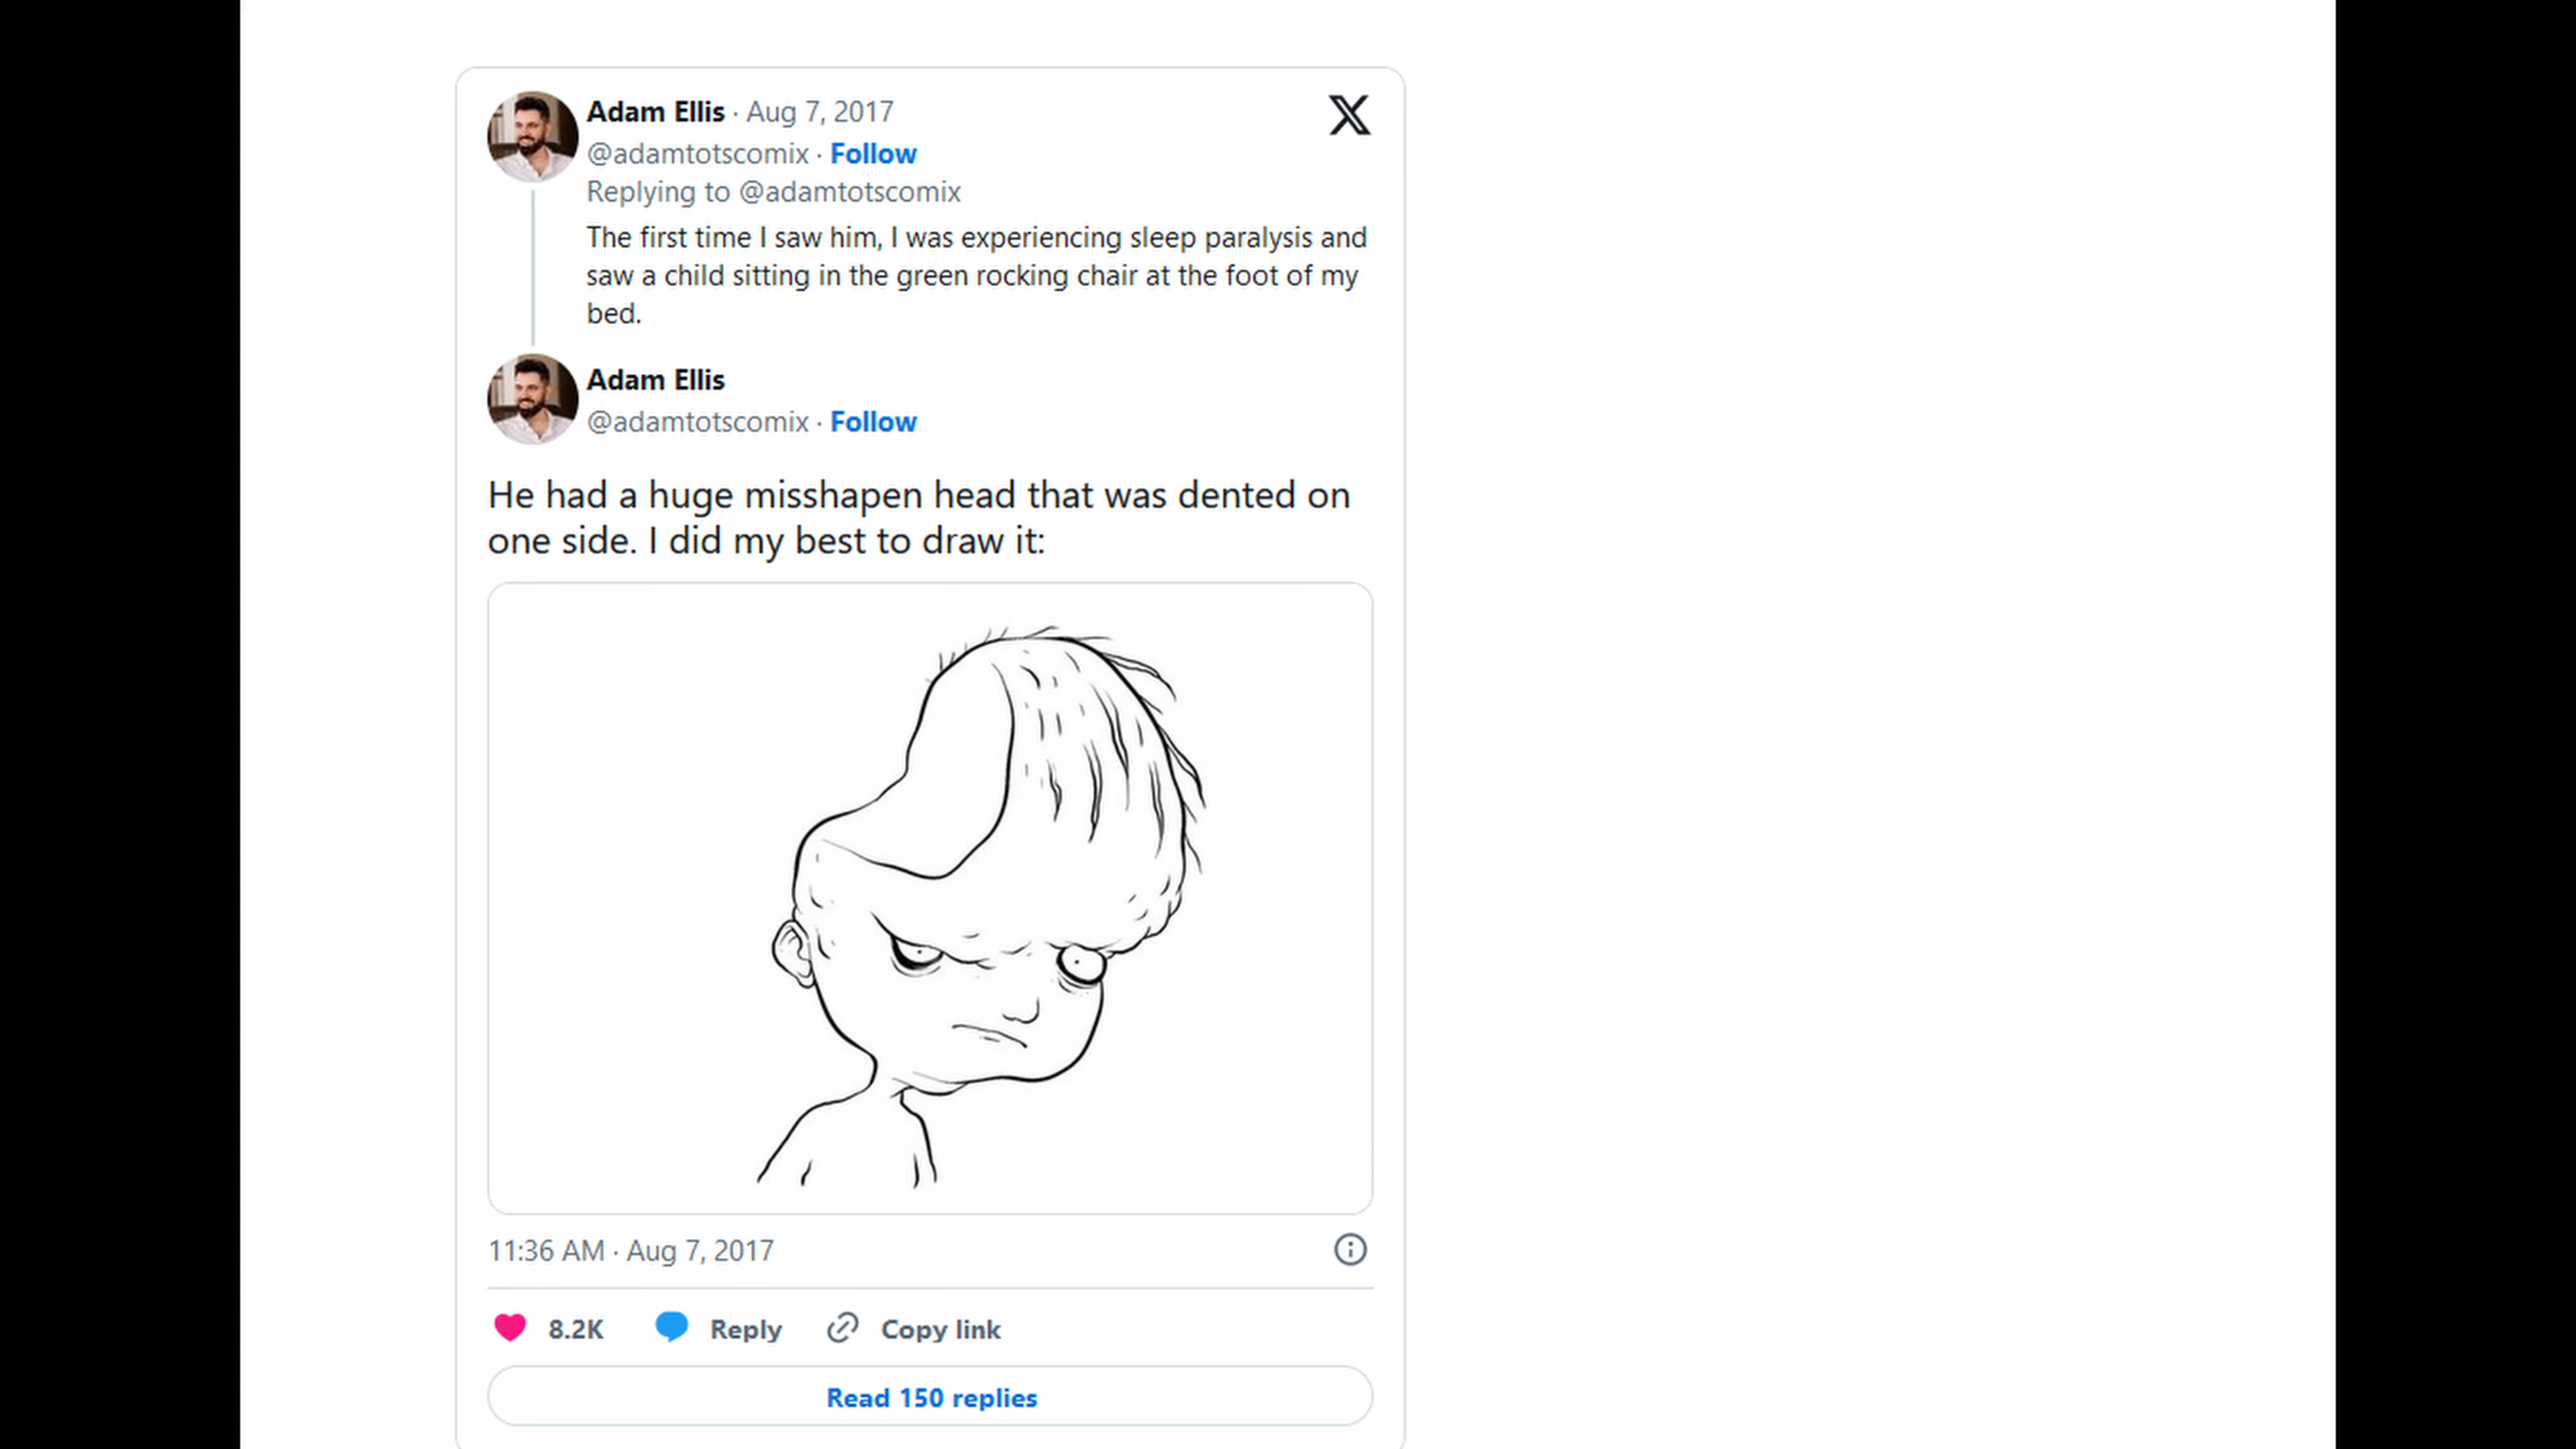 Adam Ellis · Aug 7, 2017
@adamtotscomix · Follow
Replying to @adamtotscomix
The first time I saw him, I was experiencing sleep paralysis and
saw a child sitting in the green rocking chair at the foot of my
bed.
Adam Ellis
@adamtotscomix · Follow
He had a huge misshapen head that was dented on
one side. I did my best to draw it:
11:36 AM · Aug 7, 2017
8.2K Reply Copy link
Read 150 replies